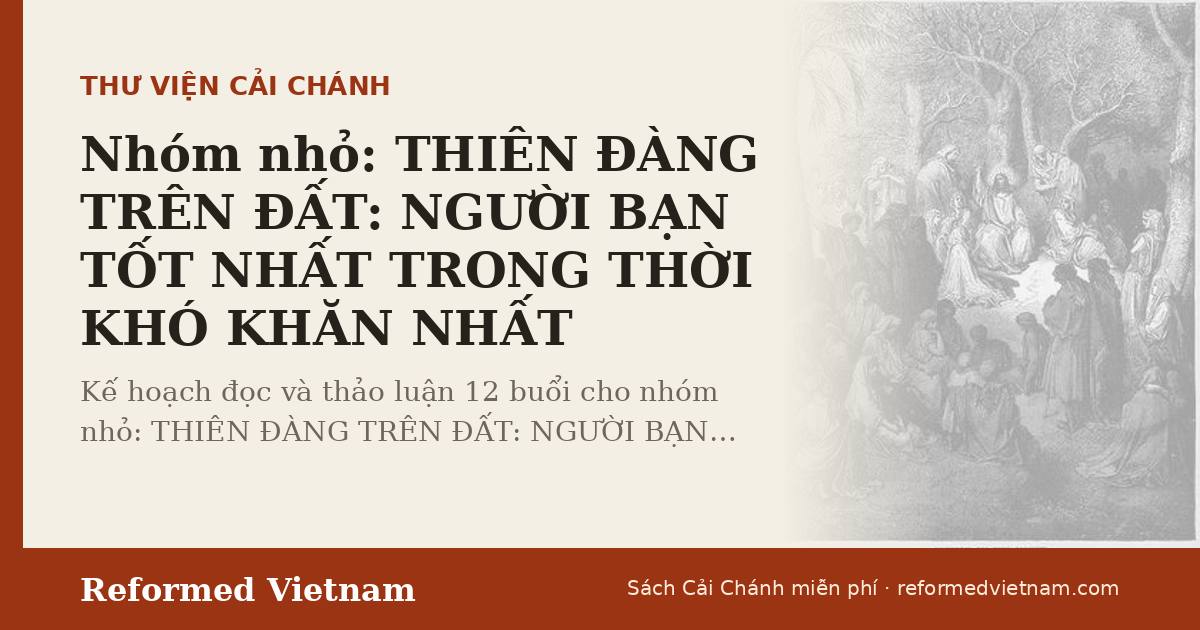 THƯ VIỆN CẢI CHÁNH
Nhóm nhỏ: THIÊN ĐÀNG
TRÊN ĐẤT: NGƯỜI BẠN
TỐT NHẤT TRONG THỜI
KHÓ KHĂN NHẤT
Kế hoạch đọc và thảo luận 12 buổi cho nhóm
nhỏ: THIÊN ĐÀNG TRÊN ĐẤT: NGƯỜI BẠN...
Reformed Vietnam
Sách Cải Chánh miễn phí · reformedvietnam.com